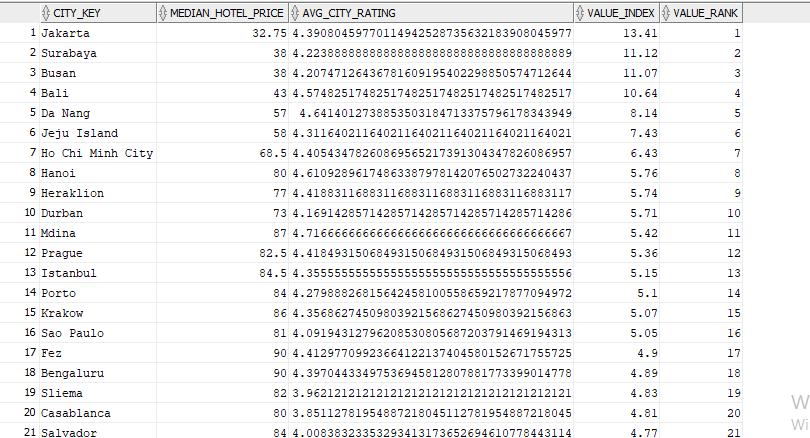 CITY_KEY MEDIAN_HOTEL_PRICE AVG_CITY_RATING VALUE_INDEX VALUE_RANK
1 Jakarta 32.75 4.39080459770114942528735632183908045977 13.41 1
2 Surabaya 38 4.22388888888888888888888888888888888889 11.12 2
3 Busan 38 4.20747126436781609195402298850574712644 11.07 3
4 Bali 43 4.57482517482517482517482517482517482517 10.64 4
5 Da Nang 57 4.6414012738853503184713375796178343949 8.14 5
6 Jeju Island 58 4.31164021164021164021164021164021164021 7.43 6
7 Ho Chi Minh City 68.5 4.40543478260869565217391304347826086957 6.43 7
8 Hanoi 80 4.61092896174863387978142076502732240437 5.76 8
9 Heraklion 77 4.41883116883116883116883116883116883117 5.74 9
10 Durban 73 4.16914285714285714285714285714285714286 5.71 10
11 Mdina 87 4.71666666666666666666666666666666666667 5.42 11
12 Prague 82.5 4.41849315068493150684931506849315068493 5.36 12
13 Istanbul 84.5 4.35555555555555555555555555555555555556 5.15 13
14 Porto 84 4.27988826815642458100558659217877094972 5.1 14
15 Krakow 86 4.35686274509803921568627450980392156863 5.07 15
16 Sao Paulo 81 4.09194312796208530805687203791469194313 5.05 16
17 Fez 90 4.41297709923664122137404580152671755725 4.9 17
18 Bengaluru 90 4.39704433497536945812807881773399014778 4.89 18
19 Sliema 82 3.96212121212121212121212121212121212121 4.83 19
20 Casablanca 80 3.85112781954887218045112781954887218045 4.81 20
21 Salvador 84 4.00838323353293413173652694610778443114 4.77 21